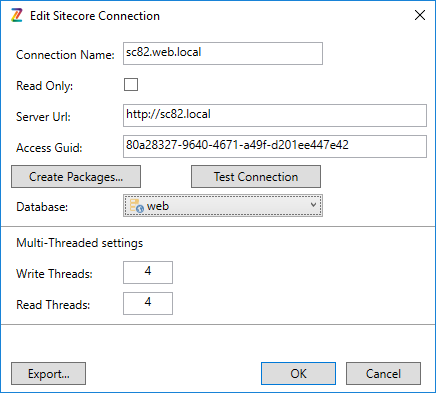 Edit Sitecore Connection
Connection Name: sc82.web.local
Read Only:
Server Url: http://sc82.local
Access Guid: 80a28327-9640-4671-a49f-d201ee447e42
Create Packages... Test Connection
Database: web
Multi-Threaded settings
Write Threads: 4
Read Threads: 4
Export... OK Cancel